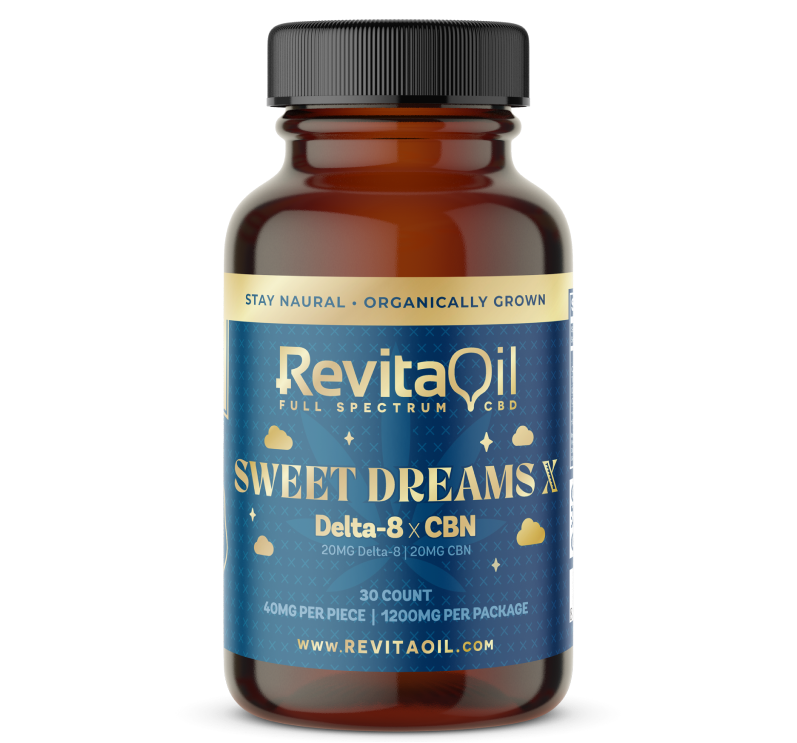 STAY NAURAL • ORGANICALLY GROWN
RevitaOil
FULL SPECTRUM CBD
SWEET DREAMS X
Delta-8 X CBN
20MG Delta-8 | 20MG CBN
30 COUNT
40MG PER PIECE | 1200MG PER PACKAGE
WWW.REVITAOIL.COM